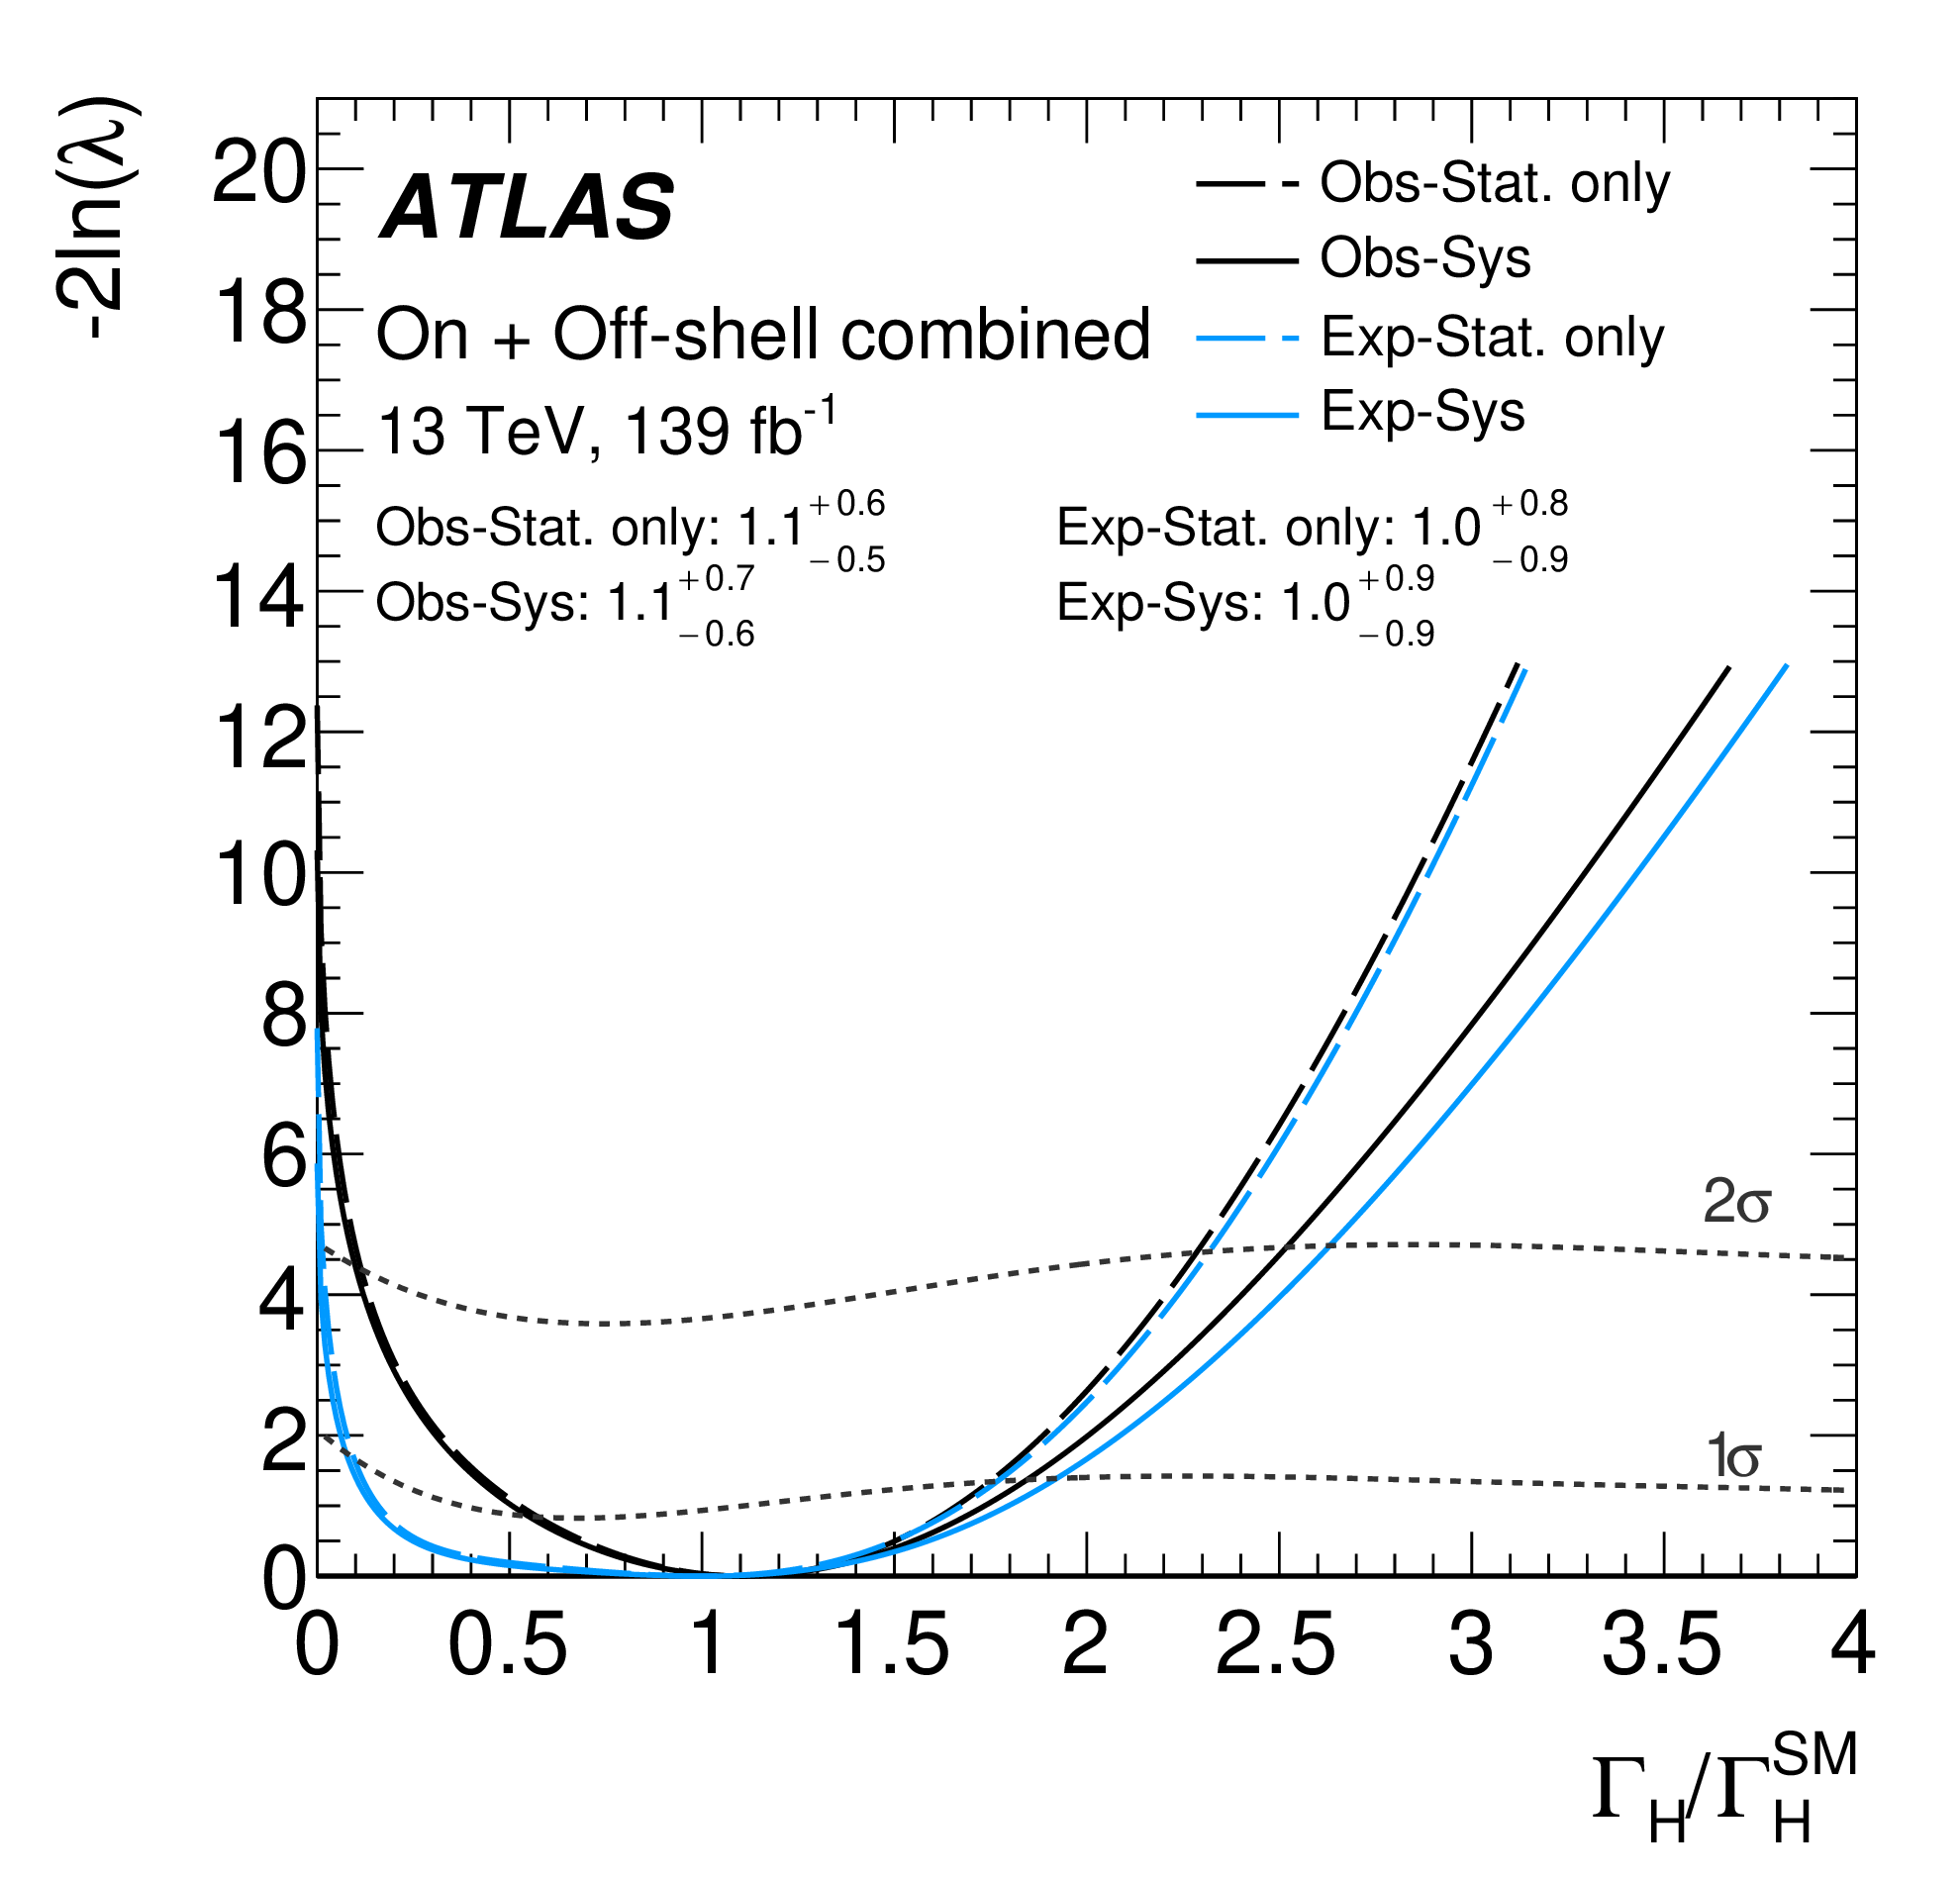 -2ln(λ)
20
18
16
14
12
10
8
6
4
2
0
ATLAS
On + Off-shell combined
13 TeV, 139 fb⁻¹
Obs-Stat. only
Obs-Sys
Exp-Stat. only
Exp-Sys
Obs-Stat. only: 1.1 +0.6 −0.5
Exp-Stat. only: 1.0 +0.8 −0.9
Obs-Sys: 1.1 +0.7 −0.6
Exp-Sys: 1.0 +0.9 −0.9
2σ
1σ
0 0.5 1 1.5 2 2.5 3 3.5 4
Γ_H/Γ_H^SM